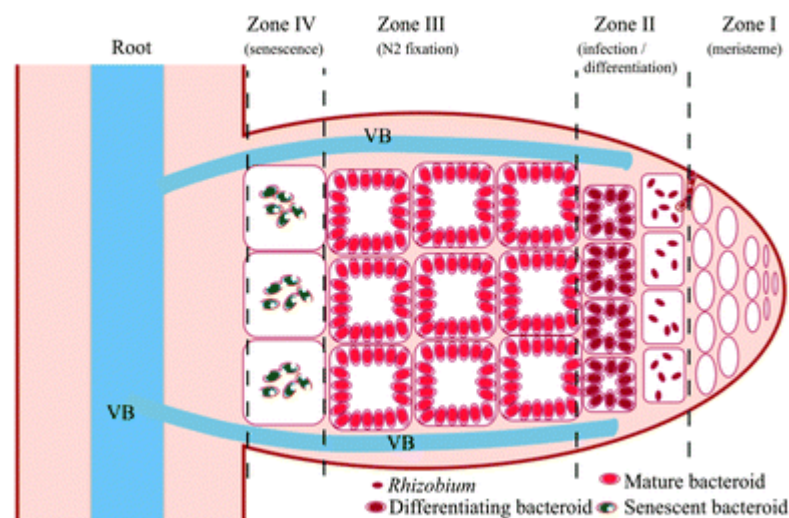 Zone IV
(senescence)
Zone III
(N2 fixation)
Zone II
(infection /
differentiation)
Zone I
(meristeme)
Root
VB
VB
VB
Rhizobium
Mature bacteroid
Differentiating bacteroid
Senescent bacteroid